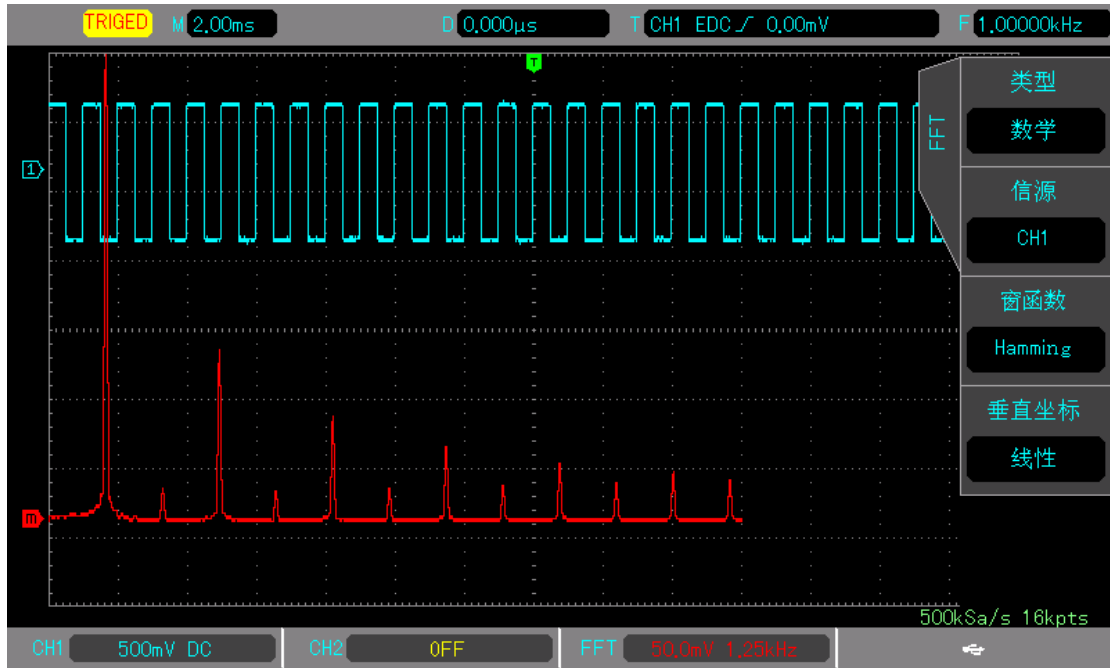 TRIGED M 2.00ms D 0.000μs T CH1 EDC 0.00mV F 1.00000kHz
T
类型
FFT
数学
1
信源
CH1
窗函数
Hamming
垂直坐标
线性
m
500kSa/s 16kpts
CH1 500mV DC CH2 OFF FFT 50.0mV 1.25kHz